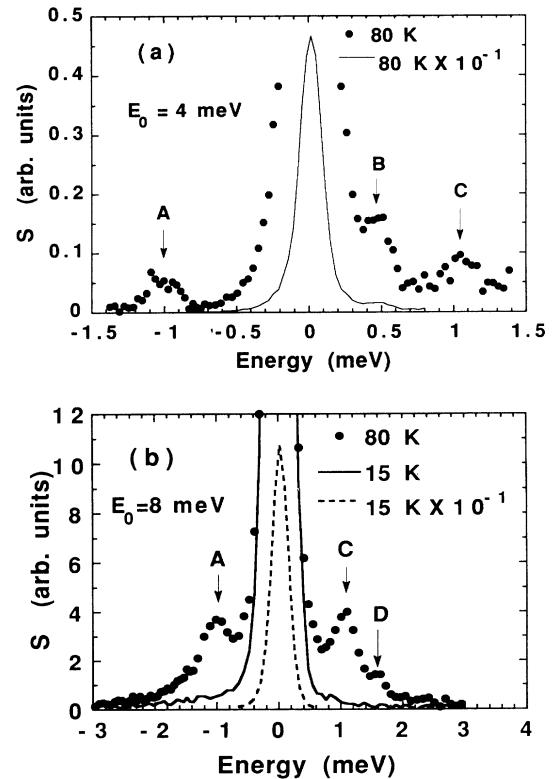 0.5
(a)
80 K
80 K X 10-1
0.4
E0 = 4 meV
0.3
B
0.2
A
C
0.1
0
S (arb. units)
-1.5 -1 -0.5 0 0.5 1 1.5
Energy (meV)
12
(b)
80 K
15 K
15 K X 10-1
10
E0=8 meV
8
6
A
C
4
D
2
0
S (arb. units)
-3 -2 -1 0 1 2 3 4
Energy (meV)